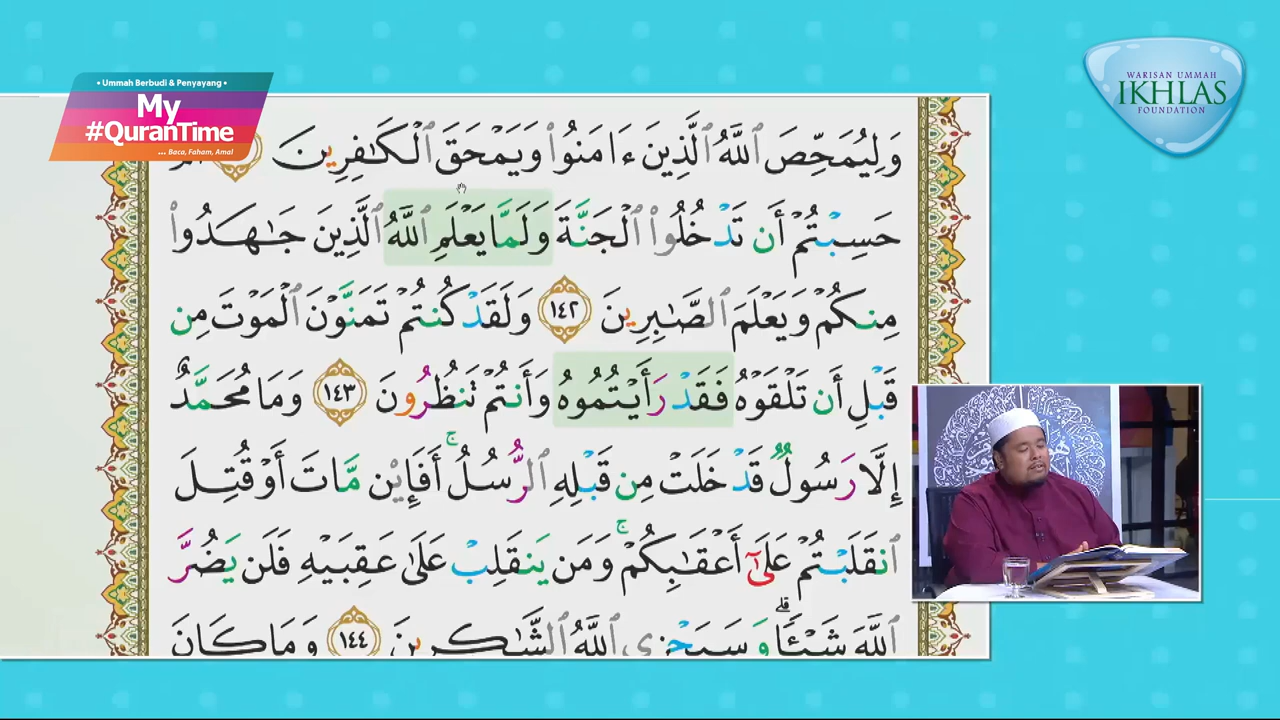 • Ummah Berbudi & Penyayang •
My
#QuranTime
... Baca, Faham, Amal
WARISAN UMMAH
IKHLAS
FOUNDATION
وَلِيُمَحِّصَ ٱللَّهُ ٱلَّذِينَ ءَامَنُوا۟ وَيَمْحَقَ ٱلْكَـٰفِرِينَ
حَسِبْتُمْ أَن تَدْخُلُوا۟ ٱلْجَنَّةَ وَلَمَّا يَعْلَمِ ٱللَّهُ ٱلَّذِينَ جَـٰهَدُوا۟
مِنكُمْ وَيَعْلَمَ ٱلصَّـٰبِرِينَ ١٤٢ وَلَقَدْ كُنتُمْ تَمَنَّوْنَ ٱلْمَوْتَ مِن
قَبْلِ أَن تَلْقَوْهُ فَقَدْ رَأَيْتُمُوهُ وَأَنتُمْ تَنظُرُونَ ١٤٣ وَمَا مُحَمَّدٌ
إِلَّا رَسُولٌ قَدْ خَلَتْ مِن قَبْلِهِ ٱلرُّسُلُ ۚ أَفَإِي۟ن مَّاتَ أَوْ قُتِلَ
ٱنقَلَبْتُمْ عَلَىٰٓ أَعْقَـٰبِكُمْ ۚ وَمَن يَنقَلِبْ عَلَىٰ عَقِبَيْهِ فَلَن يَضُرَّ
ٱللَّهَ شَيْـًٔا ۗ وَسَيَجْزِى ٱللَّهُ ٱلشَّـٰكِرِينَ ١٤٤ وَمَا كَانَ